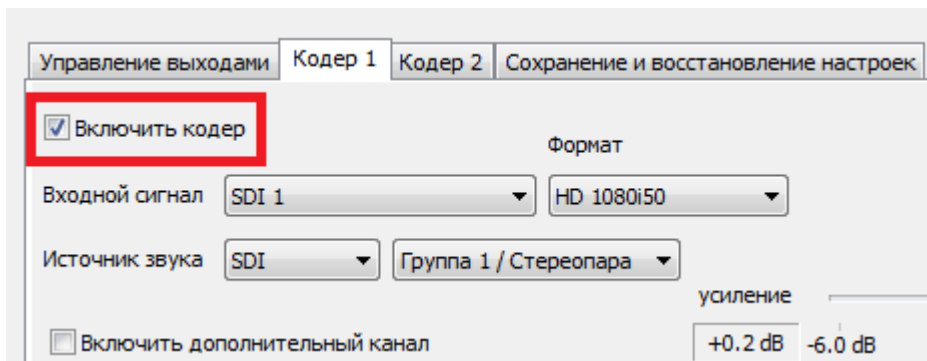 Управление выходами Кодер 1 Кодер 2 Сохранение и восстановление настроек
Включить кодер
Формат
Входной сигнал SDI 1 HD 1080i50
Источник звука SDI Группа 1 / Стереопара
усиление
Включить дополнительный канал +0.2 dB -6.0 dB